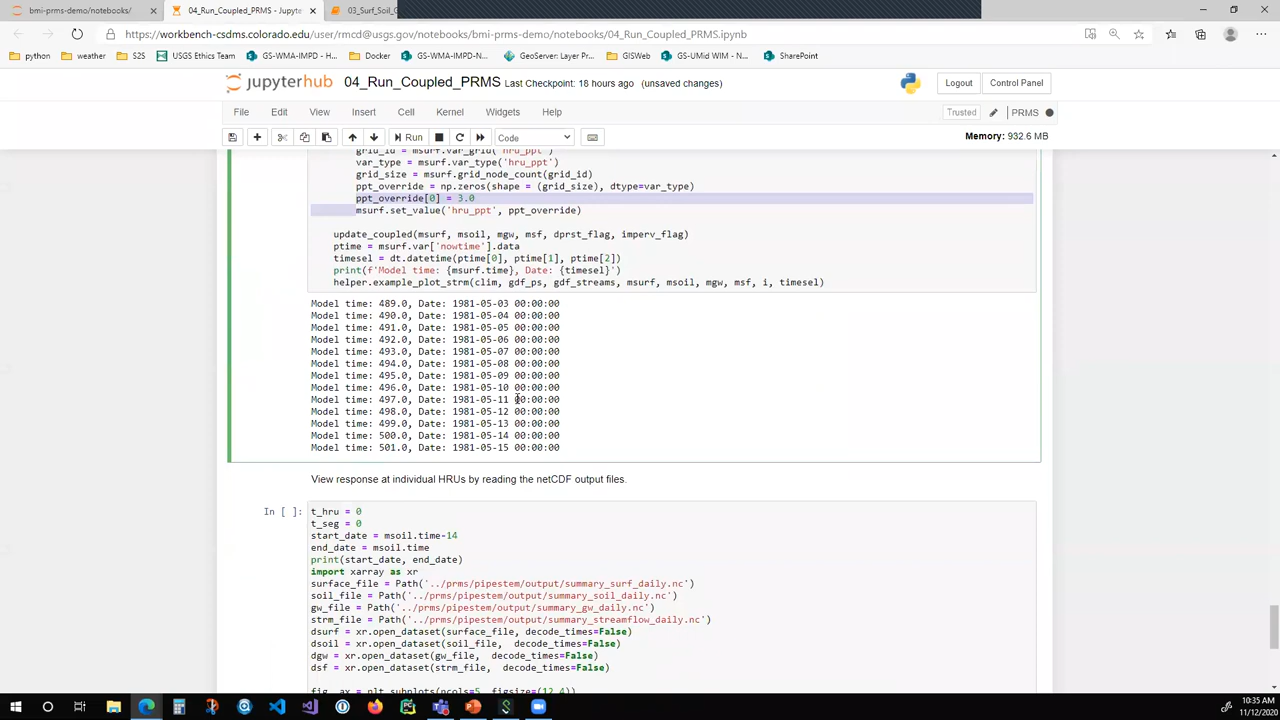 bmi-prms-demo/notebooks/
04_Run_Coupled_PRMS - Jupyter
03_Surf_Soil_
https://workbench-csdms.colorado.edu/user/rmcd@usgs.gov/notebooks/bmi-prms-demo/notebooks/04_Run_Coupled_PRMS.ipynb
python weather S2S USGS Ethics Team GS-WMA-IMPD - H... Docker GS-WMA-IMPD-N... GeoServer: Layer Pr... GISWeb GS-UMid WIM - N... SharePoint
jupyterhub 04_Run_Coupled_PRMS Last Checkpoint: 18 hours ago (unsaved changes) Logout Control Panel
File Edit View Insert Cell Kernel Widgets Help Trusted PRMS
Run Code Memory: 932.6 MB
grid_id = msurf.var_grid('hru_ppt')
var_type = msurf.var_type('hru_ppt')
grid_size = msurf.grid_node_count(grid_id)
ppt_override = np.zeros(shape = (grid_size), dtype=var_type)
ppt_override[0] = 3.0
msurf.set_value('hru_ppt', ppt_override)
update_coupled(msurf, msoil, mgw, msf, dprst_flag, imperv_flag)
ptime = msurf.var['nowtime'].data
timesel = dt.datetime(ptime[0], ptime[1], ptime[2])
print(f'Model time: {msurf.time}, Date: {timesel}')
helper.example_plot_strm(clim, gdf_ps, gdf_streams, msurf, msoil, mgw, msf, i, timesel)
Model time: 489.0, Date: 1981-05-03 00:00:00
Model time: 490.0, Date: 1981-05-04 00:00:00
Model time: 491.0, Date: 1981-05-05 00:00:00
Model time: 492.0, Date: 1981-05-06 00:00:00
Model time: 493.0, Date: 1981-05-07 00:00:00
Model time: 494.0, Date: 1981-05-08 00:00:00
Model time: 495.0, Date: 1981-05-09 00:00:00
Model time: 496.0, Date: 1981-05-10 00:00:00
Model time: 497.0, Date: 1981-05-11 00:00:00
Model time: 498.0, Date: 1981-05-12 00:00:00
Model time: 499.0, Date: 1981-05-13 00:00:00
Model time: 500.0, Date: 1981-05-14 00:00:00
Model time: 501.0, Date: 1981-05-15 00:00:00
View response at individual HRUs by reading the netCDF output files.
In [ ]: t_hru = 0
t_seg = 0
start_date = msoil.time-14
end_date = msoil.time
print(start_date, end_date)
import xarray as xr
surface_file = Path('../prms/pipestem/output/summary_surf_daily.nc')
soil_file = Path('../prms/pipestem/output/summary_soil_daily.nc')
gw_file = Path('../prms/pipestem/output/summary_gw_daily.nc')
strm_file = Path('../prms/pipestem/output/summary_streamflow_daily.nc')
dsurf = xr.open_dataset(surface_file, decode_times=False)
dsoil = xr.open_dataset(soil_file, decode_times=False)
dgw = xr.open_dataset(gw_file, decode_times=False)
dsf = xr.open_dataset(strm_file, decode_times=False)
fig, ax = plt.subplots(ncols=5, figsize=(12,4))
10:35 AM
11/12/2020